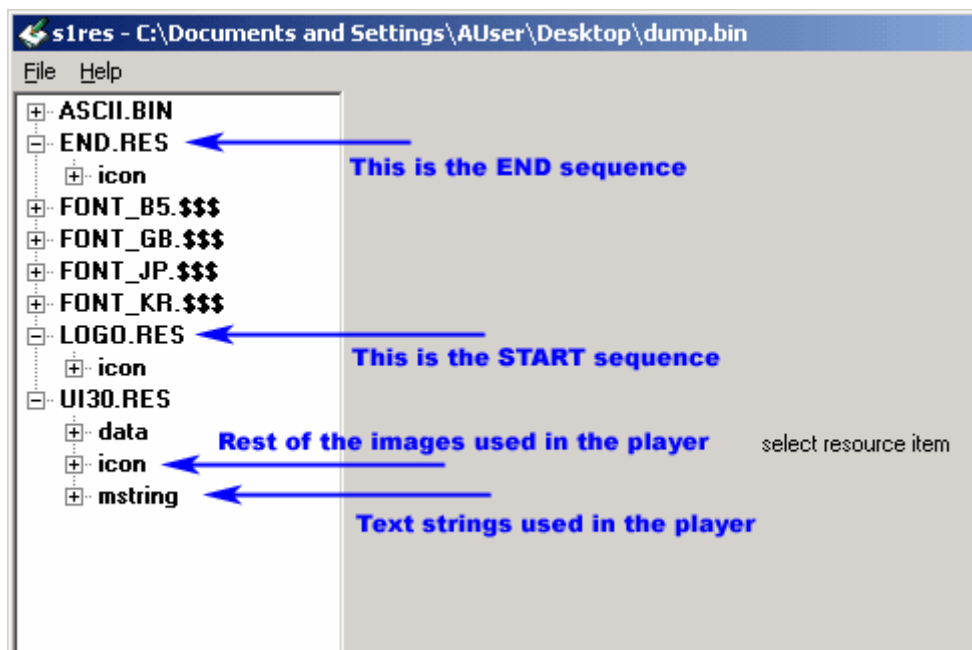 s1res - C:\Documents and Settings\AUser\Desktop\dump.bin
File Help
ASCII.BIN
END.RES
This is the END sequence
icon
FONT_B5.$$$
FONT_GB.$$$
FONT_JP.$$$
FONT_KR.$$$
LOGO.RES
This is the START sequence
icon
UI30.RES
data
Rest of the images used in the player
select resource item
icon
mstring
Text strings used in the player